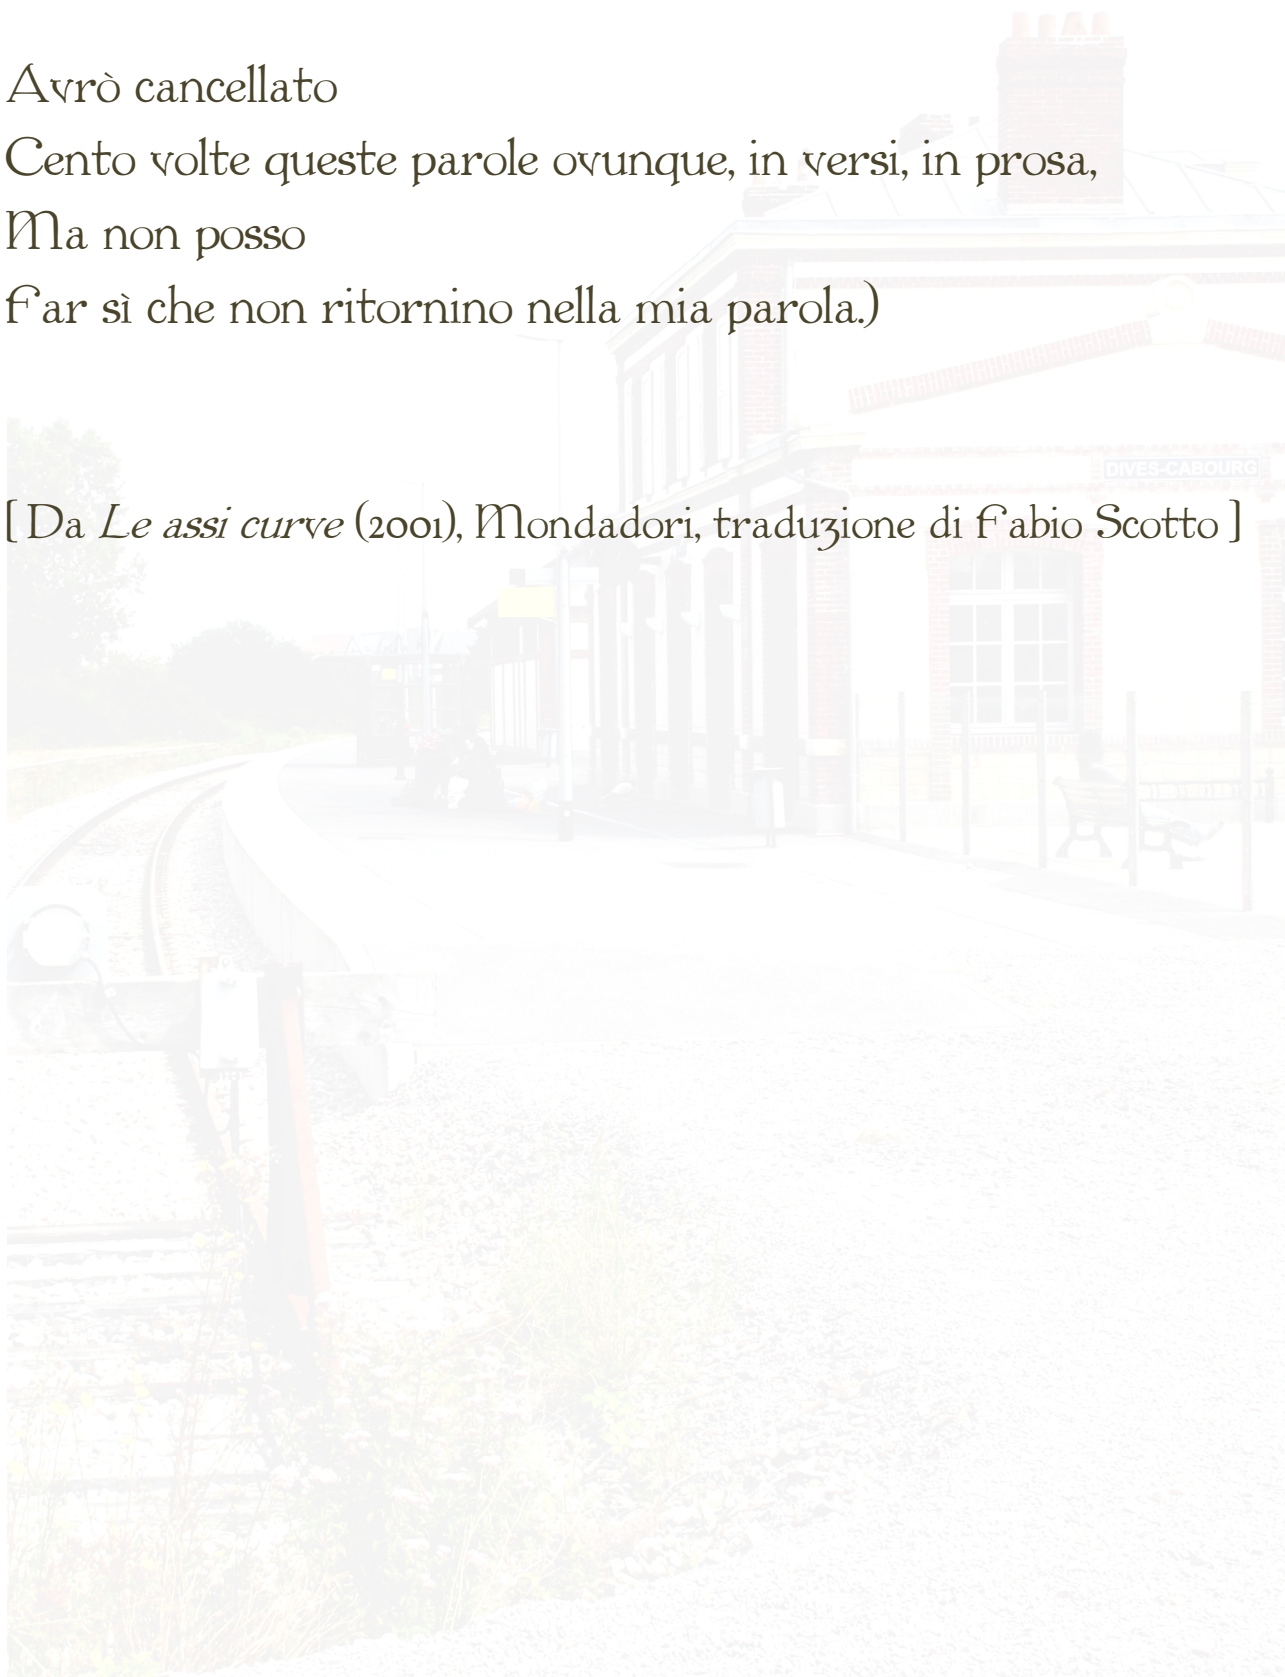 Avrò cancellato
Cento volte queste parole ovunque, in versi, in prosa,
Ma non posso
Far sì che non ritornino nella mia parola.)
DIVES-CABOURG
[ Da Le assi curve (2001), Mondadori, traduzione di Fabio Scotto ]